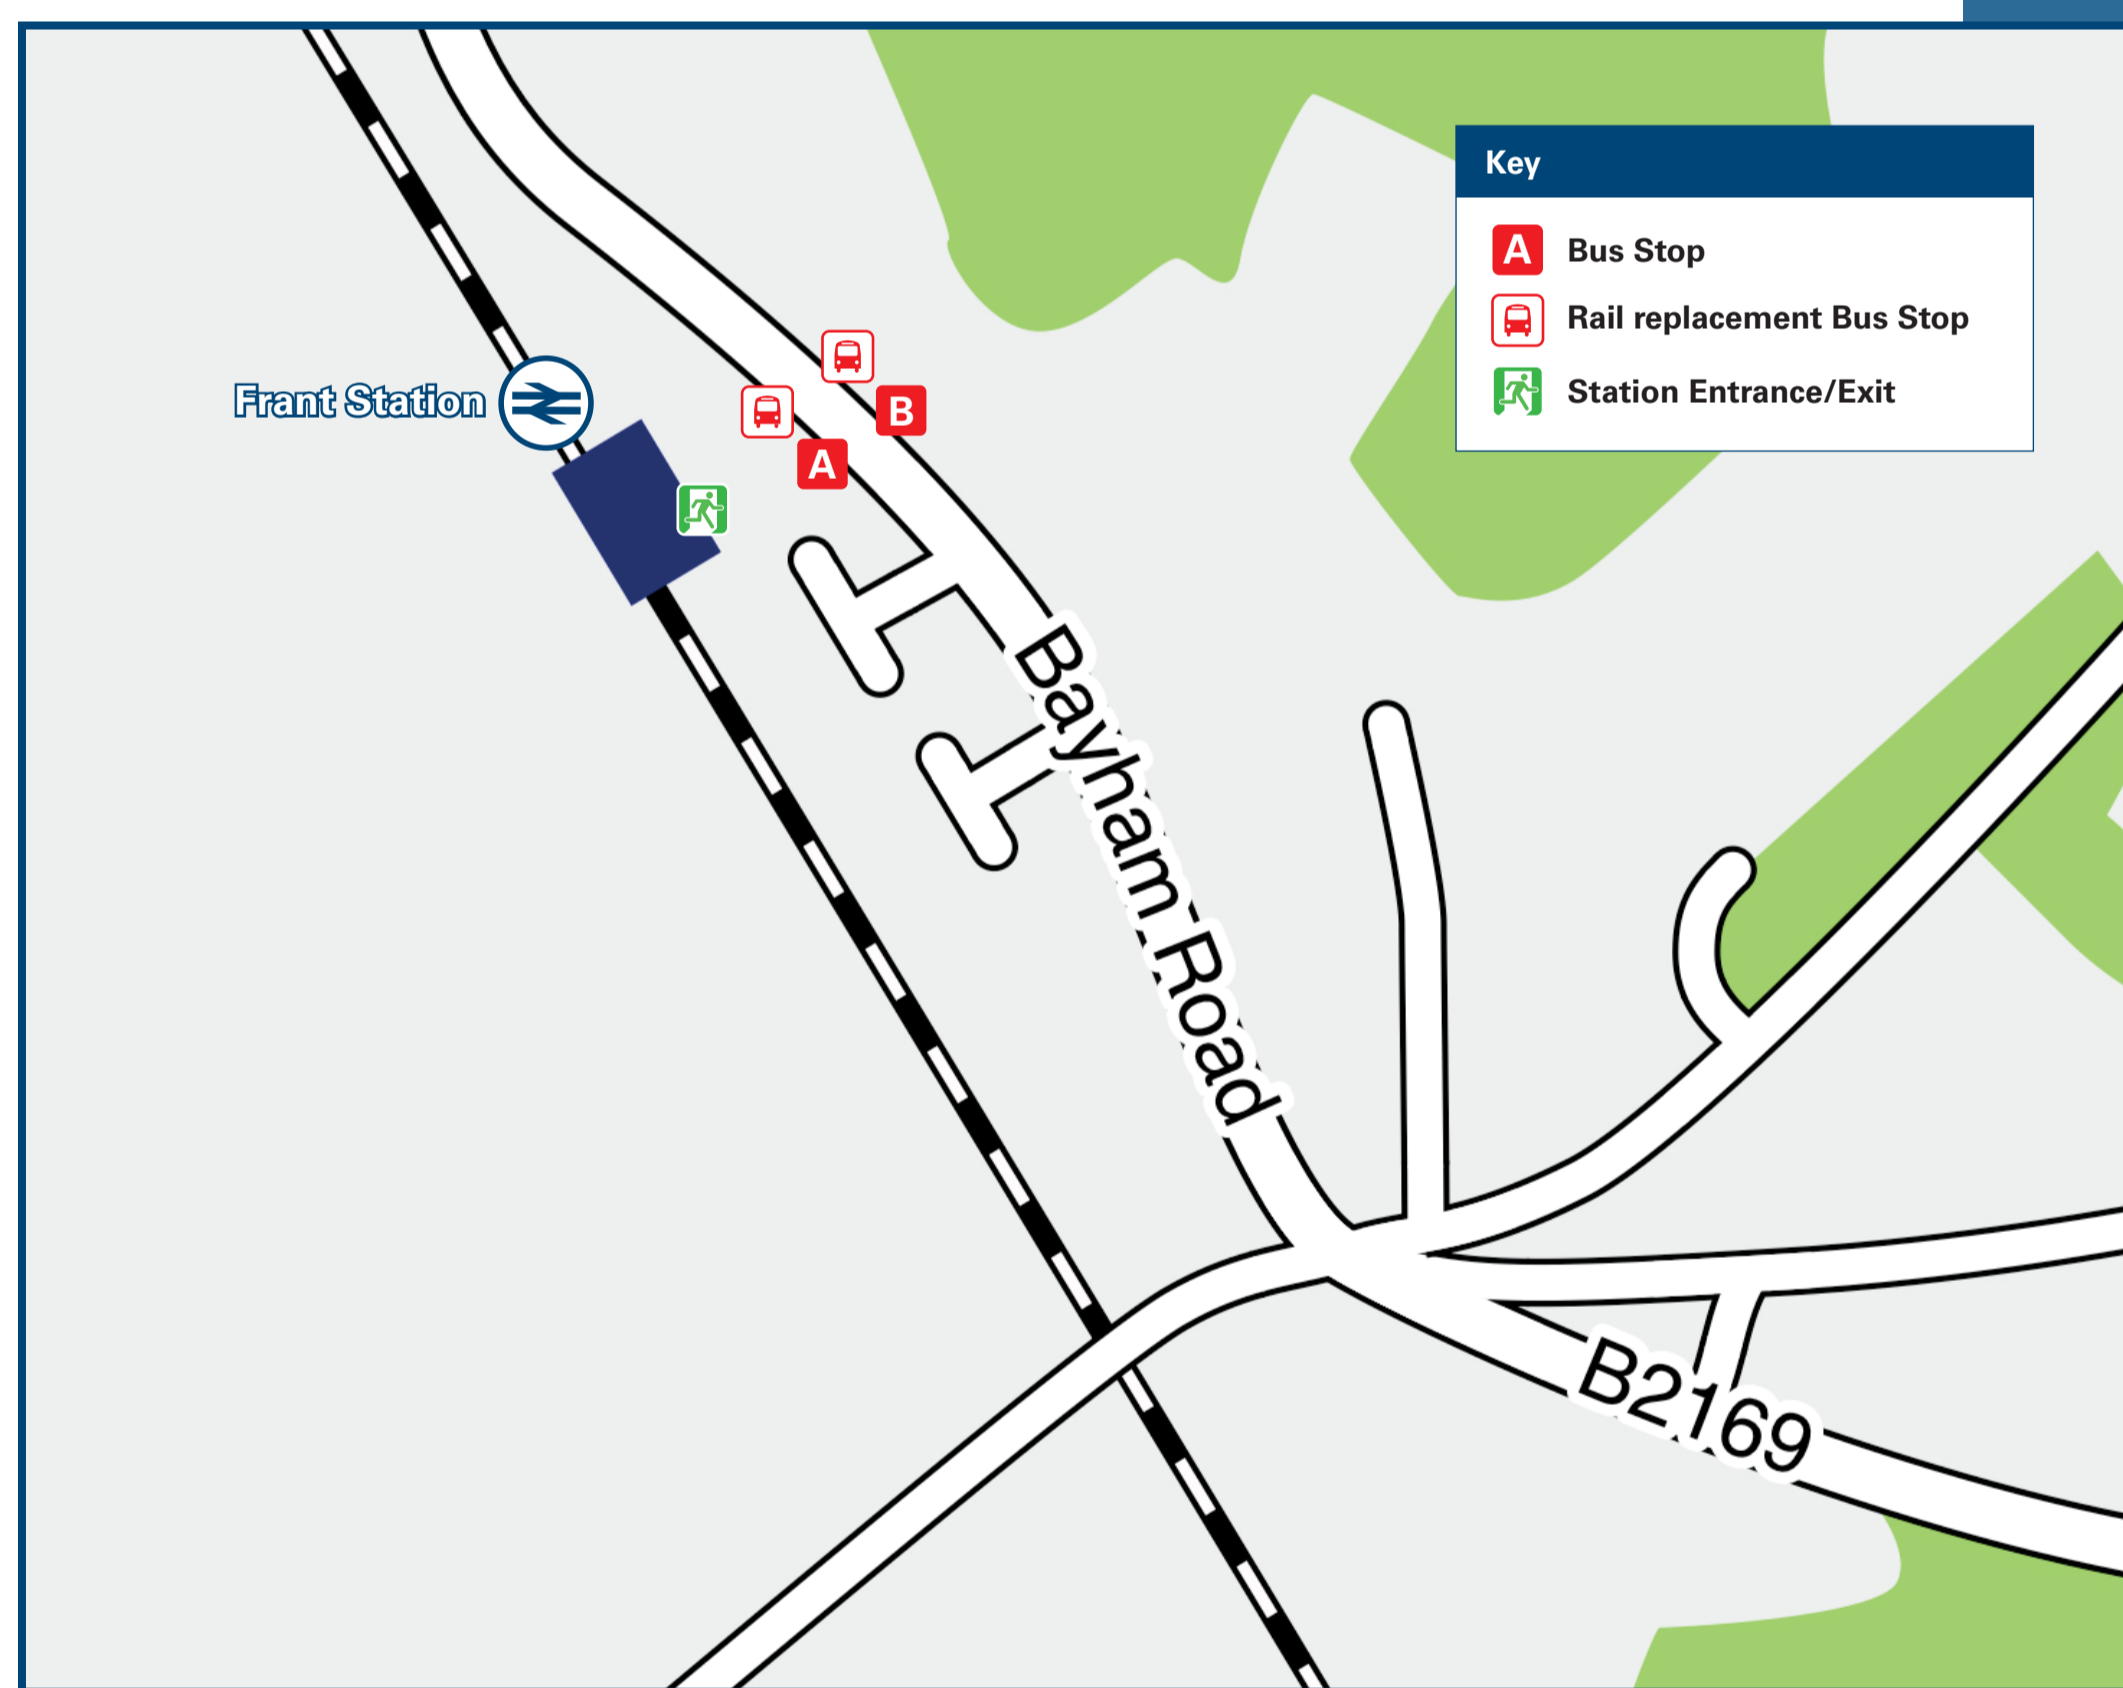 Key
A Bus Stop
Rail replacement Bus Stop
Station Entrance/Exit
Frant Station
B
A
Bayham Road
B2169